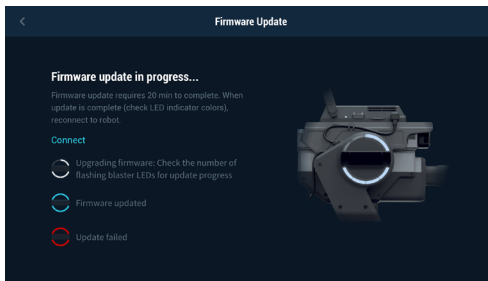 Firmware Update
Firmware update in progress...
Firmware update requires 20 min to complete. When
update is complete (check LED indicator colors),
reconnect to robot.
Connect
Upgrading firmware: Check the number of
flashing blaster LEDs for update progress
Firmware updated
Update failed